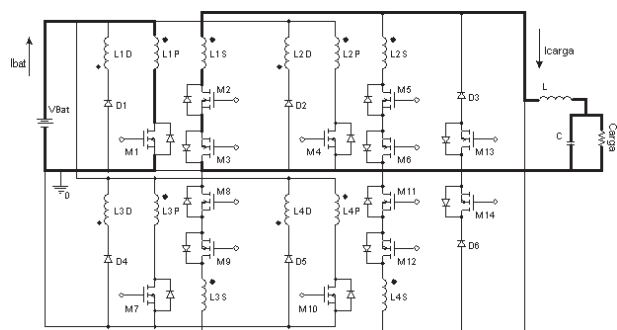 Ibat
Icarga
L1D
L1P
L1S
L2D
L2P
L2S
L
M2
M5
D3
VBat
D1
D2
C
Carga
M1
M3
M4
M6
M13
0
M8
M11
L3D
L3P
L4D
L4P
M14
D4
M9
D5
M12
D6
M7
L3S
M10
L4S